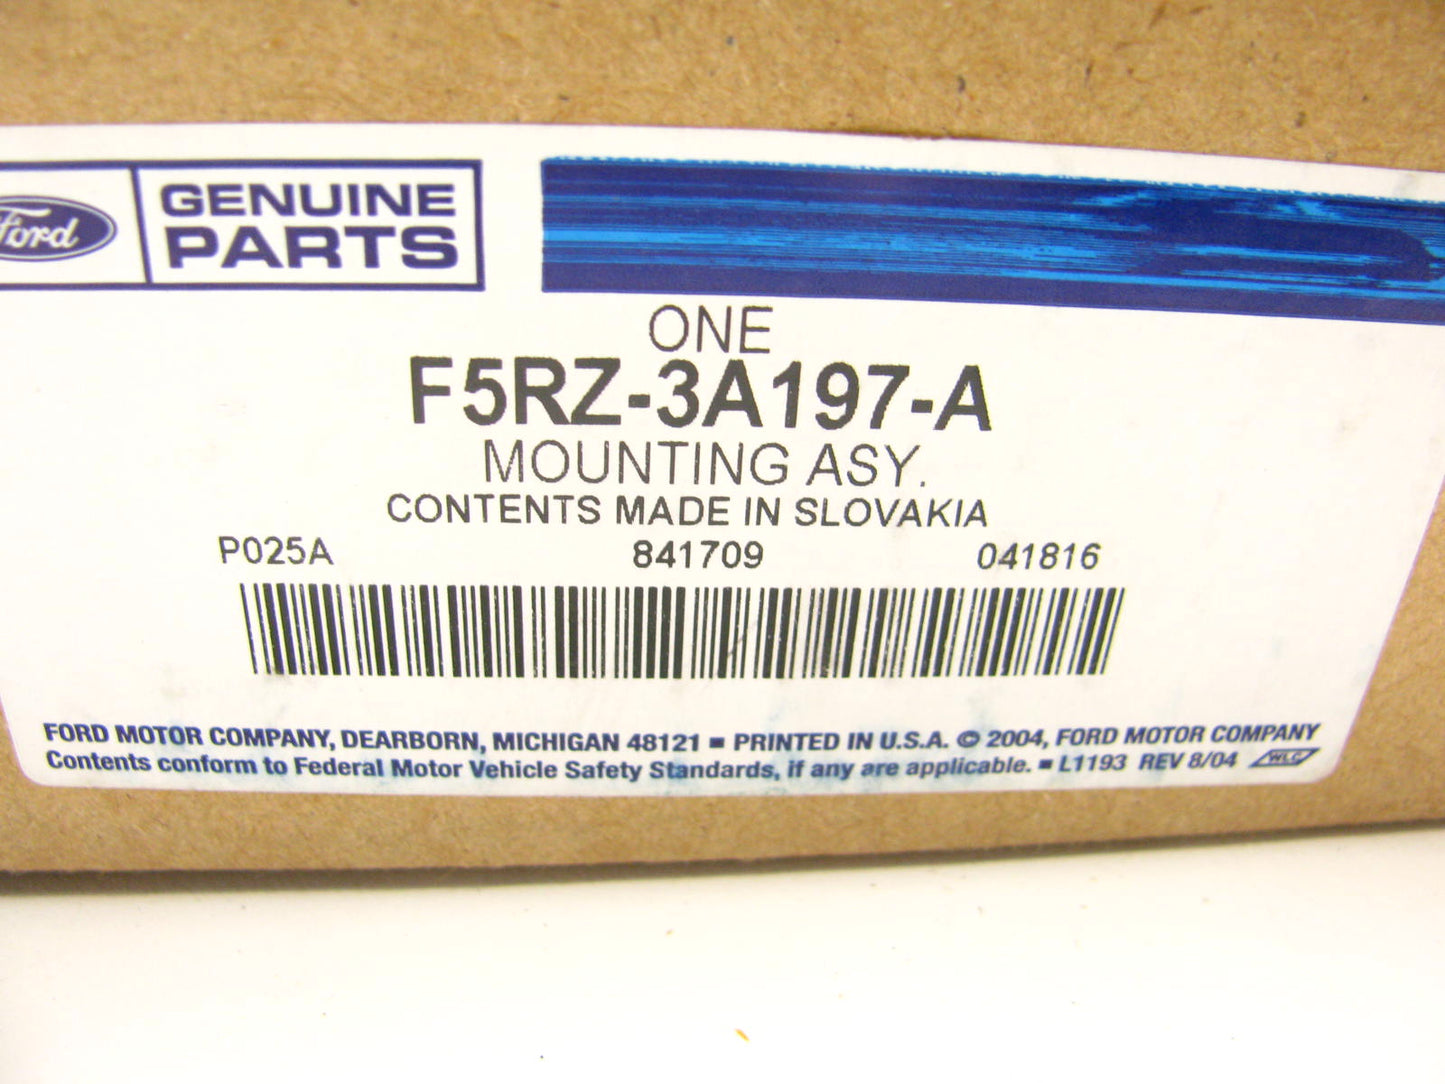 Ford
GENUINE
PARTS
ONE
F5RZ-3A197-A
MOUNTING ASY.
CONTENTS MADE IN SLOVAKIA
P025A 841709 041816
FORD MOTOR COMPANY, DEARBORN, MICHIGAN 48121 ▪ PRINTED IN U.S.A. © 2004, FORD MOTOR COMPANY
Contents conform to Federal Motor Vehicle Safety Standards, if any are applicable. ▪ L1193 REV 8/04 WLC